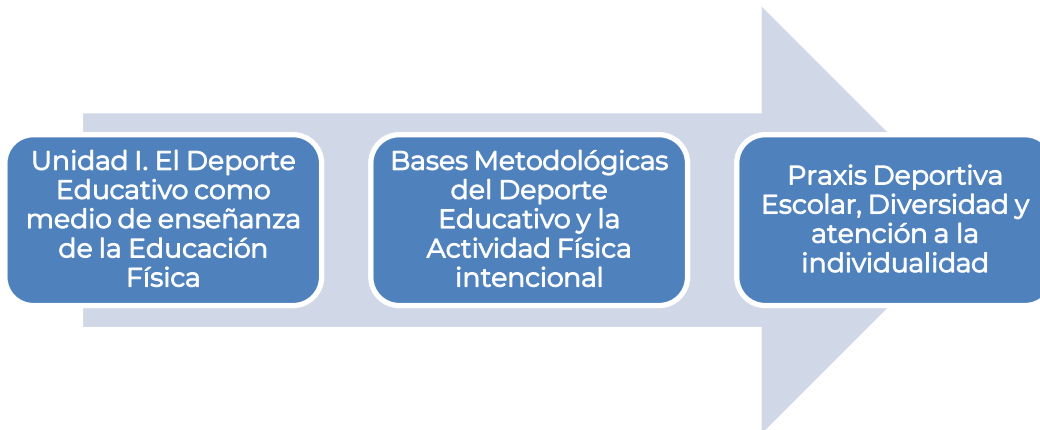 Unidad I. El Deporte
Educativo como
medio de enseñanza
de la Educación
Física
Bases Metodológicas
del Deporte
Educativo y la
Actividad Física
intencional
Praxis Deportiva
Escolar, Diversidad y
atención a la
individualidad